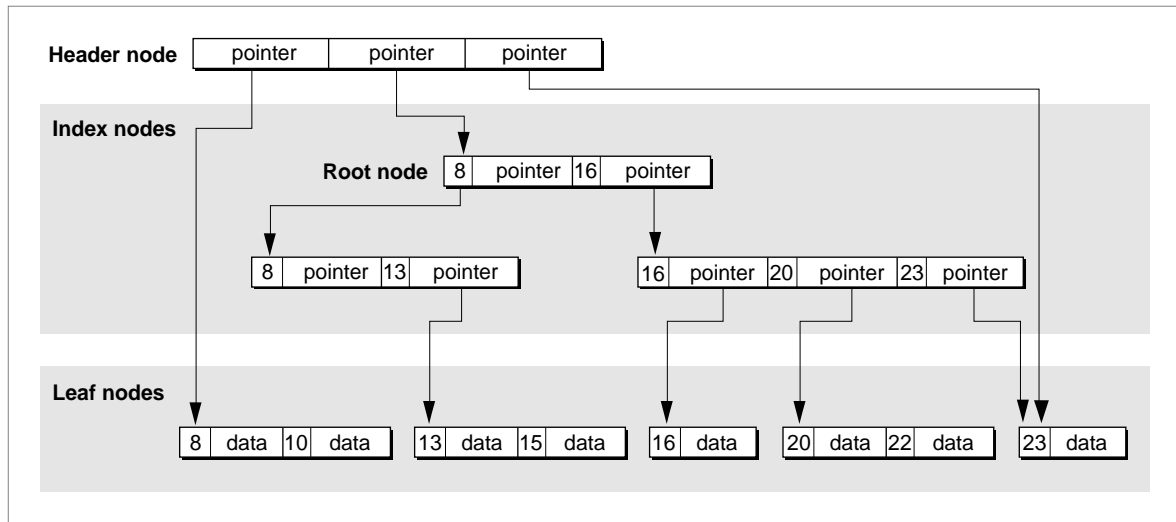 Header node pointer pointer pointer
Index nodes
Root node 8 pointer 16 pointer
8 pointer 13 pointer 16 pointer 20 pointer 23 pointer
Leaf nodes
8 data 10 data 13 data 15 data 16 data 20 data 22 data 23 data